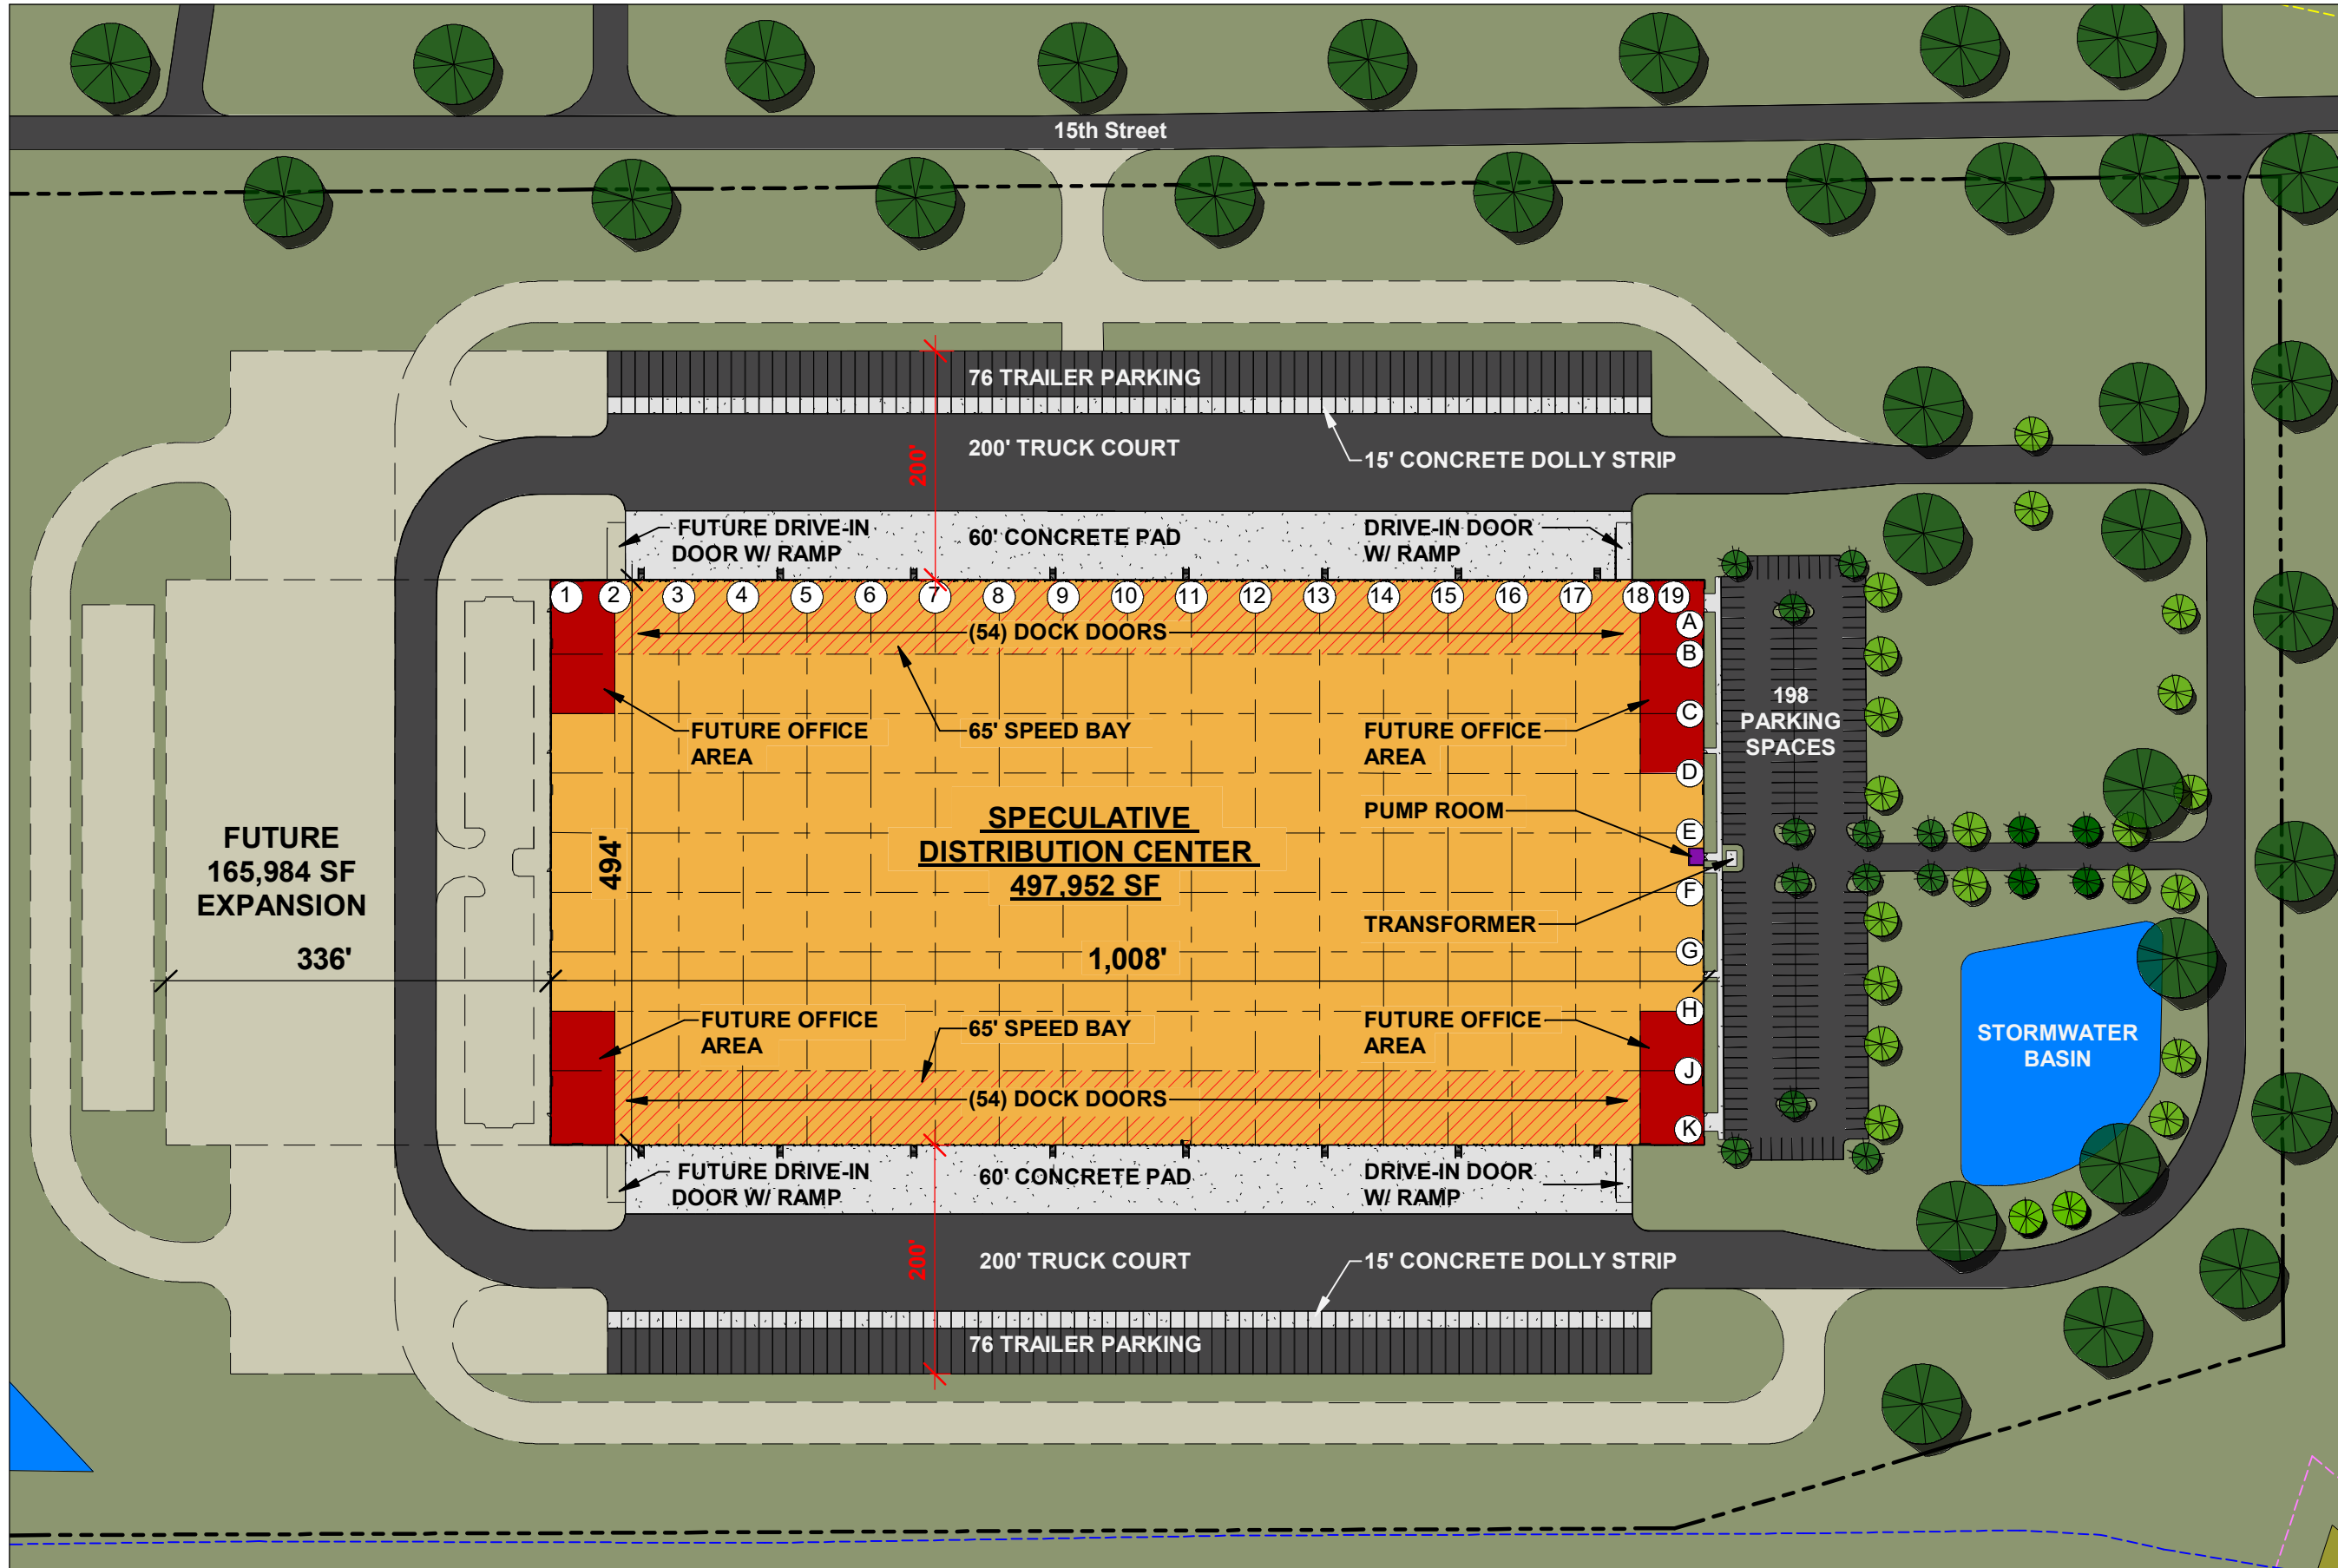 15th Street
76 TRAILER PARKING
200' TRUCK COURT
200'
15' CONCRETE DOLLY STRIP
FUTURE DRIVE-IN
DOOR W/ RAMP
60' CONCRETE PAD
DRIVE-IN DOOR
W/ RAMP
1 2 3 4 5 6 7 8 9 10 11 12 13 14 15 16 17 18 19
A
(54) DOCK DOORS
B
C
FUTURE OFFICE
AREA
65' SPEED BAY
FUTURE OFFICE
AREA
198
PARKING
SPACES
D
PUMP ROOM
E
SPECULATIVE
DISTRIBUTION CENTER
497,952 SF
494'
FUTURE
165,984 SF
EXPANSION
F
TRANSFORMER
G
336'
1,008'
H
FUTURE OFFICE
AREA
65' SPEED BAY
FUTURE OFFICE
AREA
STORMWATER
BASIN
J
(54) DOCK DOORS
K
FUTURE DRIVE-IN
DOOR W/ RAMP
60' CONCRETE PAD
DRIVE-IN DOOR
W/ RAMP
200'
200' TRUCK COURT
15' CONCRETE DOLLY STRIP
76 TRAILER PARKING